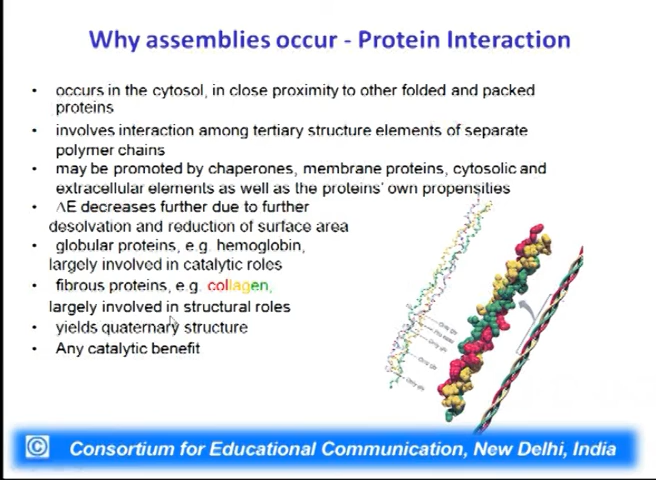 Why assemblies occur - Protein Interaction
• occurs in the cytosol, in close proximity to other folded and packed
proteins
• involves interaction among tertiary structure elements of separate
polymer chains
• may be promoted by chaperones, membrane proteins, cytosolic and
extracellular elements as well as the proteins' own propensities
• ΔE decreases further due to further
desolvation and reduction of surface area
• globular proteins, e.g. hemoglobin,
largely involved in catalytic roles
• fibrous proteins, e.g. collagen,
largely involved in structural roles
• yields quaternary structure
• Any catalytic benefit
© Consortium for Educational Communication, New Delhi, India